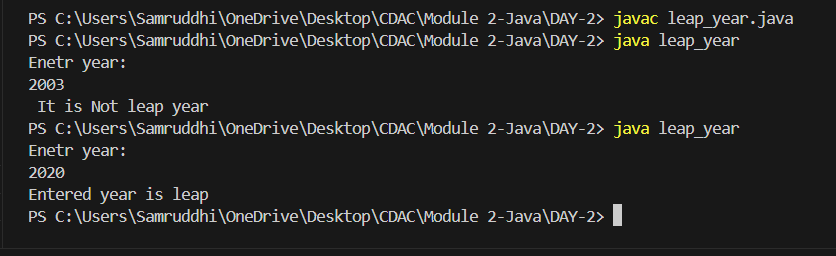 PS C:\Users\Samruddhi\OneDrive\Desktop\CDAC\Module 2-Java\DAY-2> javac leap_year.java
PS C:\Users\Samruddhi\OneDrive\Desktop\CDAC\Module 2-Java\DAY-2> java leap_year
Enetr year:
2003
 It is Not leap year
PS C:\Users\Samruddhi\OneDrive\Desktop\CDAC\Module 2-Java\DAY-2> java leap_year
Enetr year:
2020
Entered year is leap
PS C:\Users\Samruddhi\OneDrive\Desktop\CDAC\Module 2-Java\DAY-2>